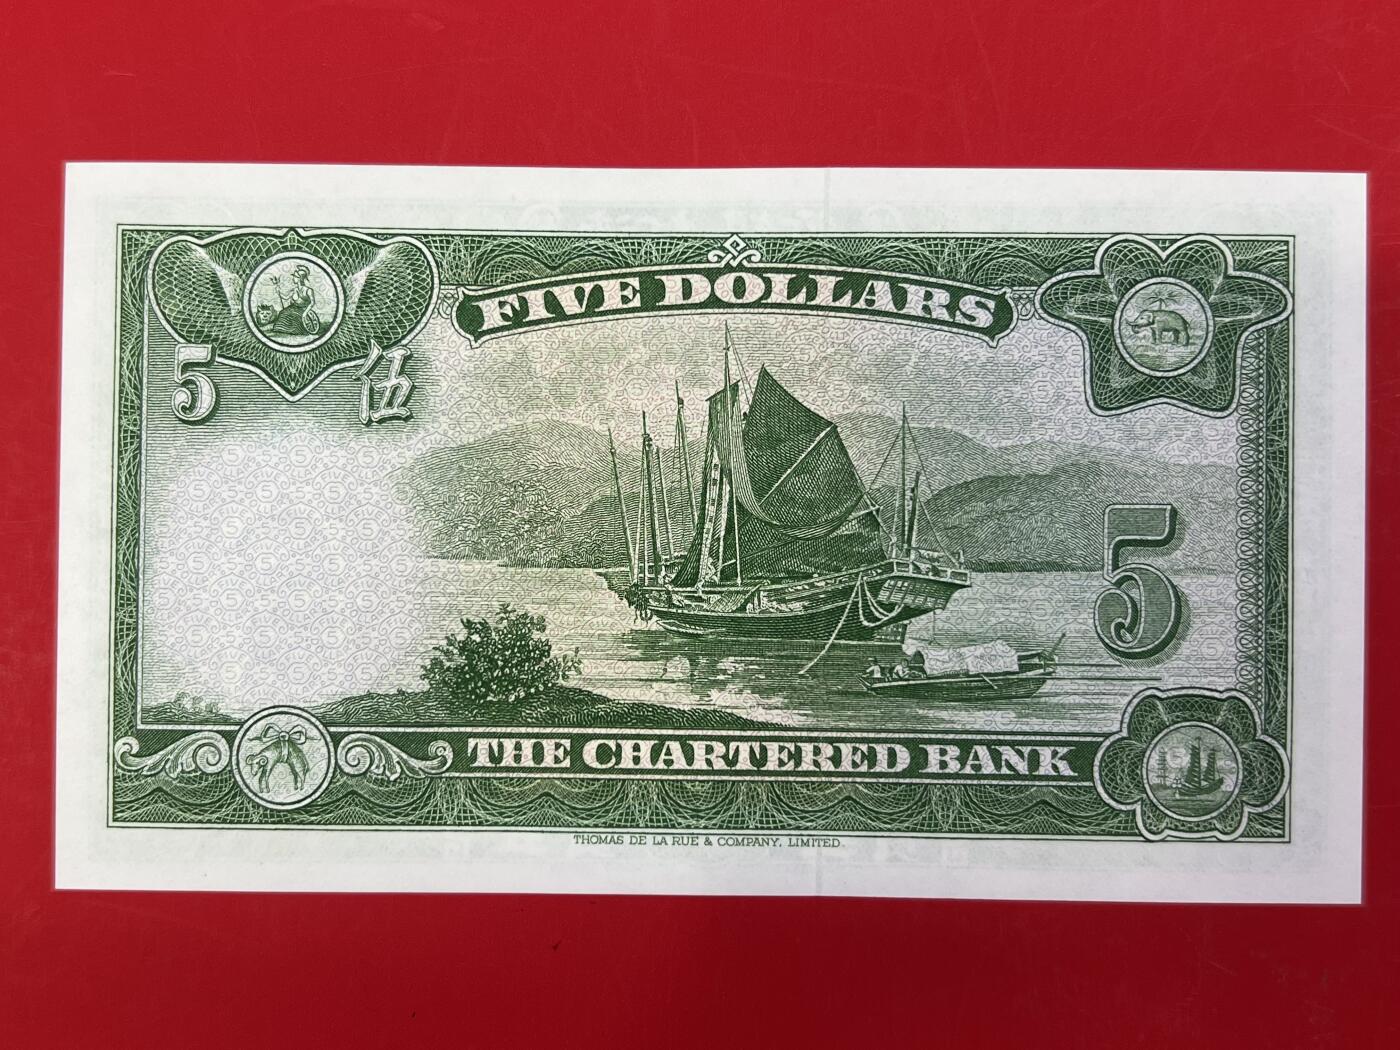 FIVE DOLLARS
5 伍
5
THE CHARTERED BANK
THOMAS DE LA RUE & COMPANY, LIMITED.